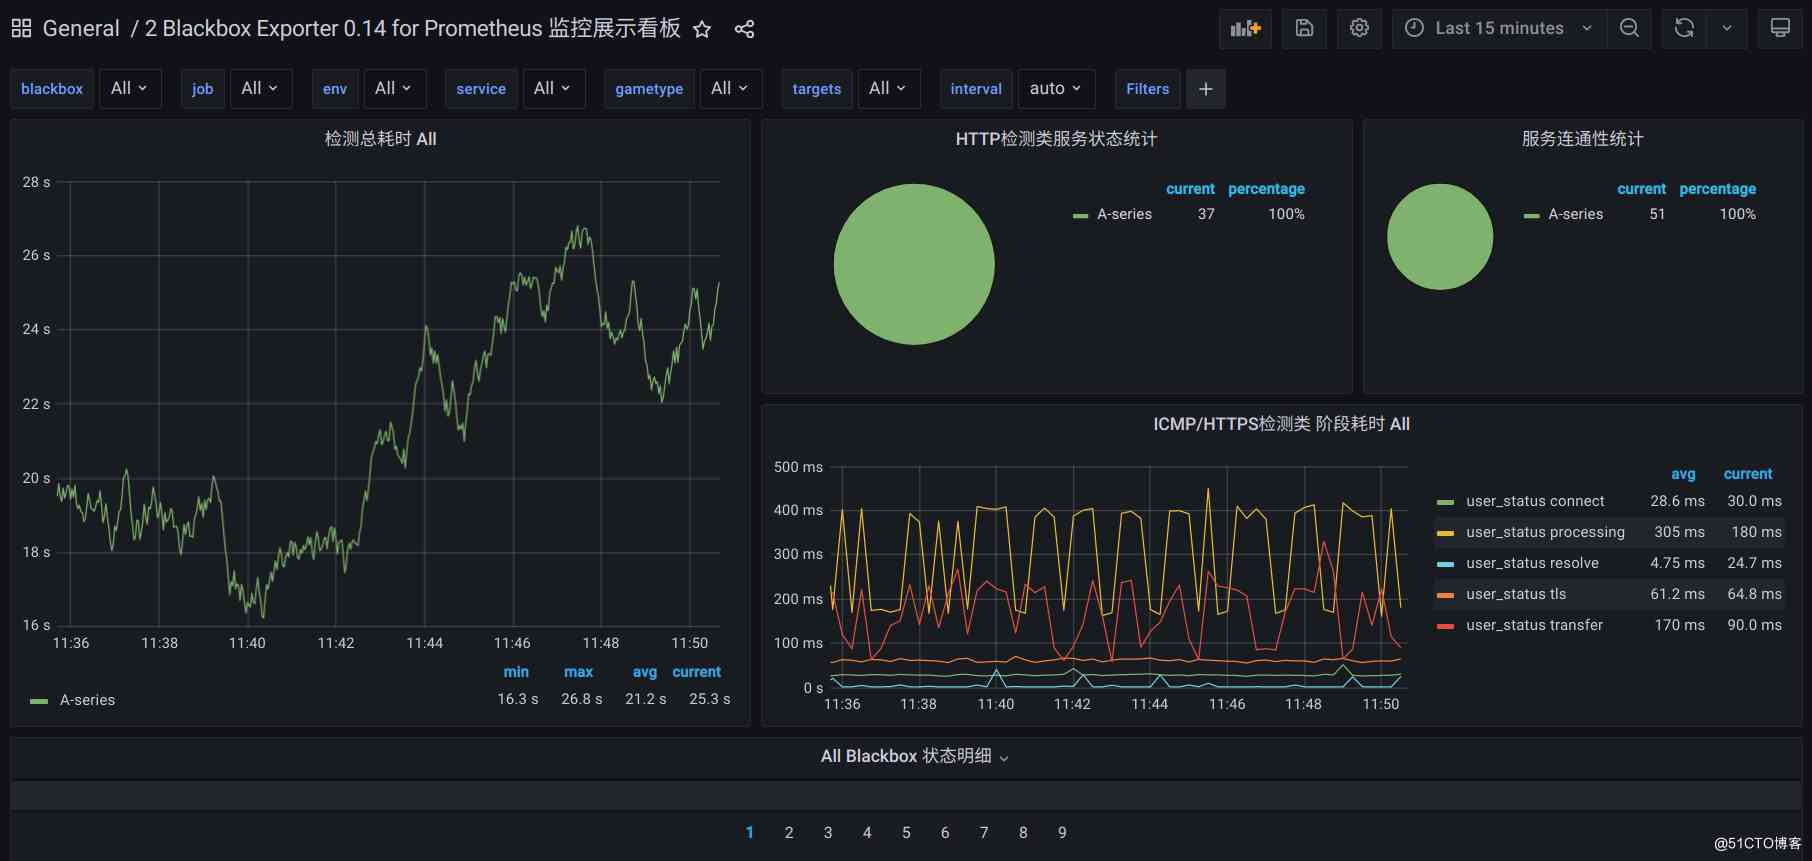 General / 2 Blackbox Exporter 0.14 for Prometheus 监控展示看板
Last 15 minutes
blackbox All job All env All service All gametype All targets All interval auto Filters +
检测总耗时 All
28 s
26 s
24 s
22 s
20 s
18 s
16 s
11:36 11:38 11:40 11:42 11:44 11:46 11:48 11:50
min max avg current
A-series 16.3 s 26.8 s 21.2 s 25.3 s
HTTP检测类服务状态统计
current percentage
A-series 37 100%
服务连通性统计
current percentage
A-series 51 100%
ICMP/HTTPS检测类 阶段耗时 All
500 ms
400 ms
300 ms
200 ms
100 ms
0 s
11:36 11:38 11:40 11:42 11:44 11:46 11:48 11:50
avg current
user_status connect 28.6 ms 30.0 ms
user_status processing 305 ms 180 ms
user_status resolve 4.75 ms 24.7 ms
user_status tls 61.2 ms 64.8 ms
user_status transfer 170 ms 90.0 ms
All Blackbox 状态明细
1 2 3 4 5 6 7 8 9
@51CTO博客